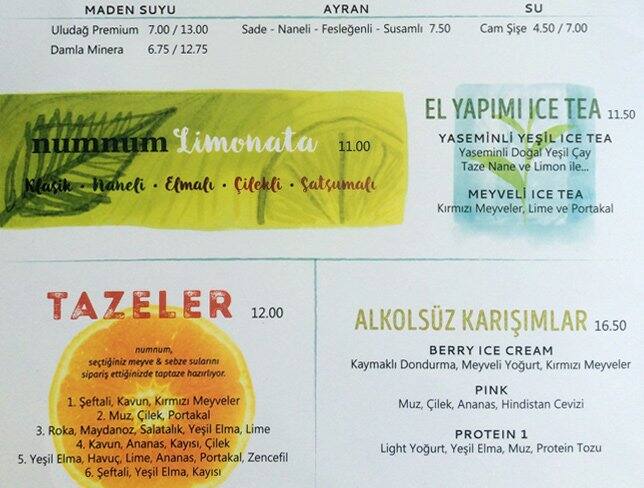 MADEN SUYU
Uludağ Premium 7.00 / 13.00
Damla Minera 6.75 / 12.75
AYRAN
Sade - Naneli - Fesleğenli - Susamlı 7.50
SU
Cam Şişe 4.50 / 7.00
numnum Limonata 11.00
Klasik • Naneli • Elmalı • Çilekli • Satsumalı
EL YAPIMI ICE TEA 11.50
YASEMİNLİ YEŞİL ICE TEA
Yaseminli Doğal Yeşil Çay
Taze Nane ve Limon ile...
MEYVELİ ICE TEA
Kırmızı Meyveler, Lime ve Portakal
TAZELER 12.00
numnum,
seçtiğiniz meyve & sebze sularını
sipariş ettiğinizde taptaze hazırlıyor.
1. Şeftali, Kavun, Kırmızı Meyveler
2. Muz, Çilek, Portakal
3. Roka, Maydanoz, Salatalık, Yeşil Elma, Lime
4. Kavun, Ananas, Kayısı, Çilek
5. Yeşil Elma, Havuç, Lime, Ananas, Portakal, Zencefil
6. Şeftali, Yeşil Elma, Kayısı
ALKOLSÜZ KARIŞIMLAR 16.50
BERRY ICE CREAM
Kaymaklı Dondurma, Meyveli Yoğurt, Kırmızı Meyveler
PINK
Muz, Çilek, Ananas, Hindistan Cevizi
PROTEIN 1
Light Yoğurt, Yeşil Elma, Muz, Protein Tozu